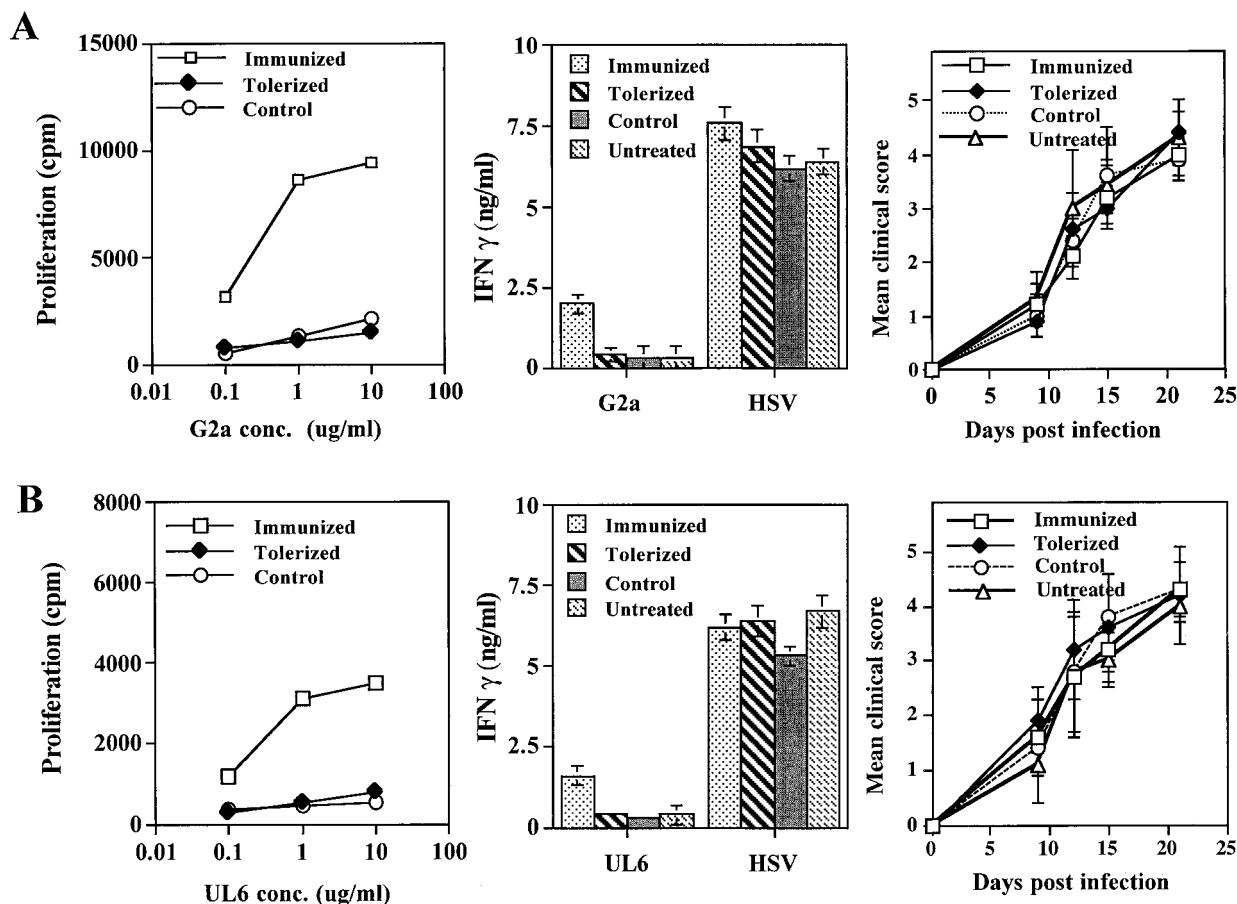 A
Proliferation (cpm)
15000
10000
5000
0
Immunized
Tolerized
Control
0.01 0.1 1 10 100
G2a conc. (ug/ml)
IFN γ (ng/ml)
10
7.5
5
2.5
0
Immunized
Tolerized
Control
Untreated
G2a HSV
Mean clinical score
5
4
3
2
1
0
Immunized
Tolerized
Control
Untreated
0 5 10 15 20 25
Days post infection
B
Proliferation (cpm)
8000
6000
4000
2000
0
Immunized
Tolerized
Control
0.01 0.1 1 10 100
UL6 conc. (ug/ml)
IFN γ (ng/ml)
10
7.5
5
2.5
0
Immunized
Tolerized
Control
Untreated
UL6 HSV
Mean clinical score
5
4
3
2
1
0
Immunized
Tolerized
Control
Untreated
0 5 10 15 20 25
Days post infection